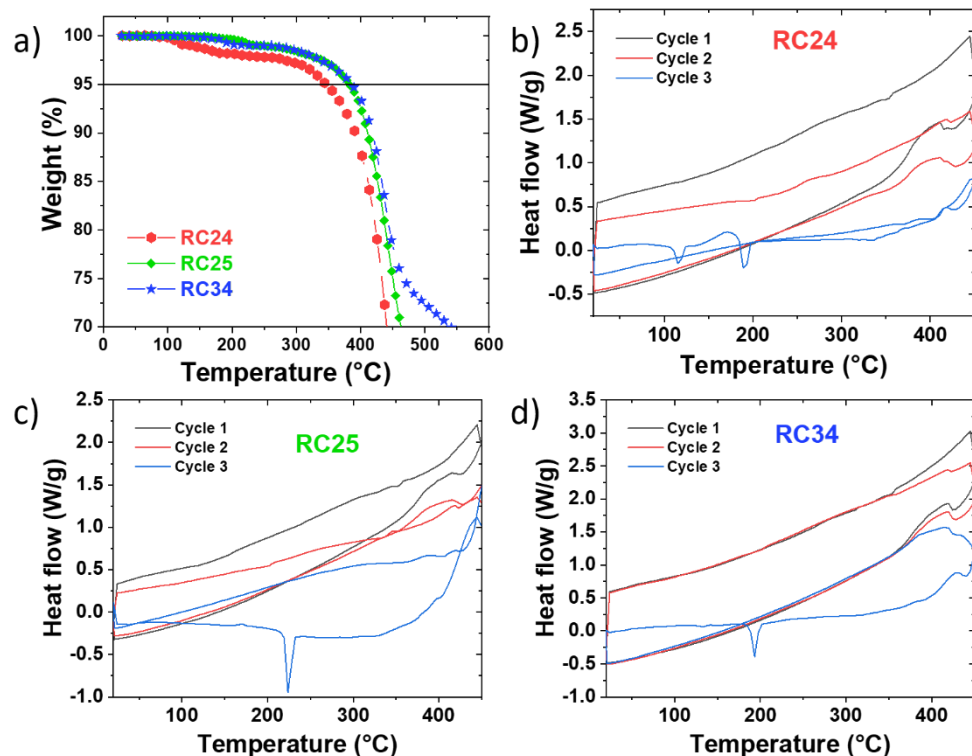 a)
100
95
90
85
80
75
70
Weight (%)
RC24
RC25
RC34
0 100 200 300 400 500 600
Temperature (°C)
b)
RC24
Cycle 1
Cycle 2
Cycle 3
2.5
2.0
1.5
1.0
0.5
0.0
-0.5
Heat flow (W/g)
100 200 300 400
Temperature (°C)
c)
RC25
Cycle 1
Cycle 2
Cycle 3
2.5
2.0
1.5
1.0
0.5
0.0
-0.5
-1.0
Heat flow (W/g)
100 200 300 400
Temperature (°C)
d)
RC34
Cycle 1
Cycle 2
Cycle 3
3.5
3.0
2.5
2.0
1.5
1.0
0.5
0.0
-0.5
-1.0
Heat flow (W/g)
100 200 300 400
Temperature (°C)